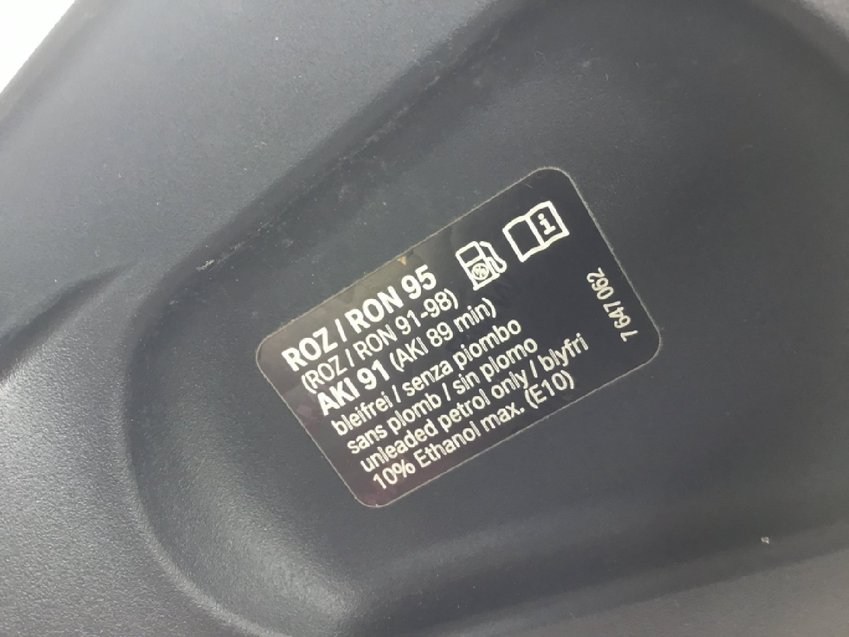 ROZ / RON 95
(ROZ / RON 91-98)
AKI 91 (AKI 89 min)
bleifrei / senza piombo
sans plomb / sin plomo
unleaded petrol only / blyfri
10% Ethanol max. (E10)
7 647 062